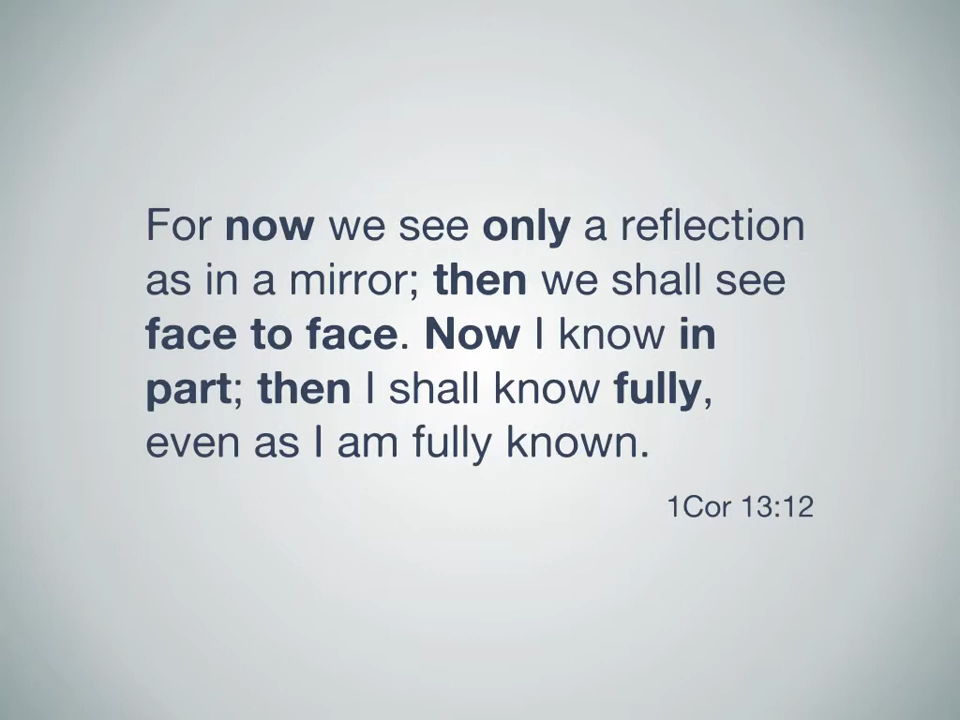 For now we see only a reflection
as in a mirror; then we shall see
face to face. Now I know in
part; then I shall know fully,
even as I am fully known.
1Cor 13:12